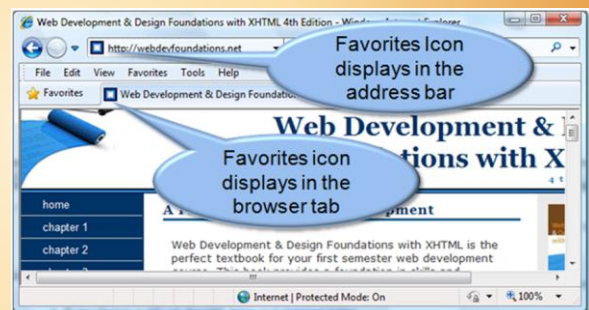 Web Development & Design Foundations with XHTML 4th Edition - Windows Internet Explorer
http://webdevfoundations.net
Favorites Icon
displays in the
address bar
File Edit View Favorites Tools Help
Favorites
Web Development & Design Foundation
Web Development &
tions with X
4 t
Favorites icon
displays in the
browser tab
home
chapter 1
chapter 2
A
opment
Web Development & Design Foundations with XHTML is the
perfect textbook for your first semester web development
Internet | Protected Mode: On
100%